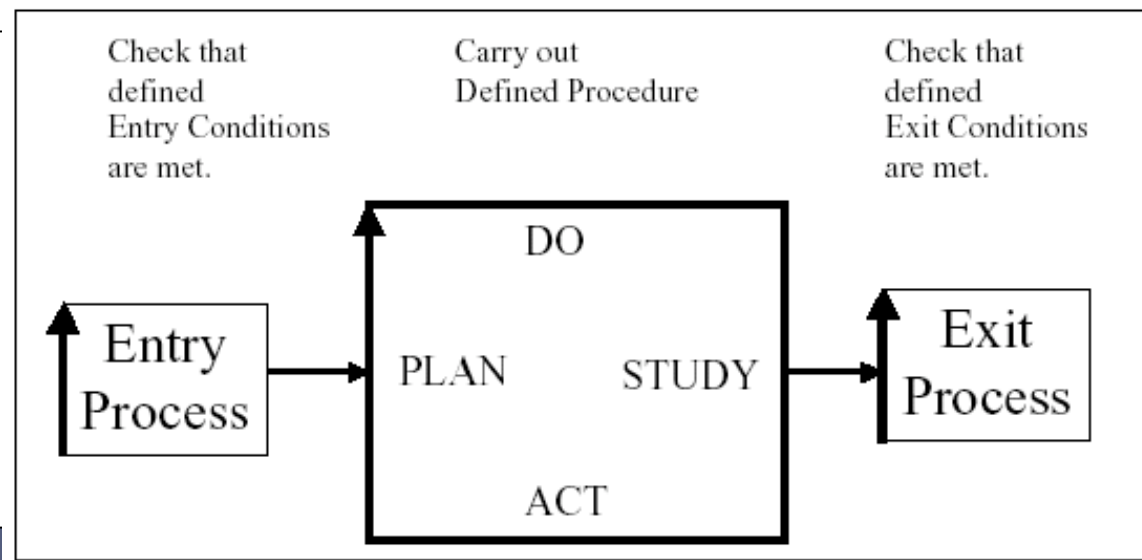 Check that
defined
Entry Conditions
are met.
Carry out
Defined Procedure
Check that
defined
Exit Conditions
are met.
Entry
Process
DO
PLAN
STUDY
ACT
Exit
Process